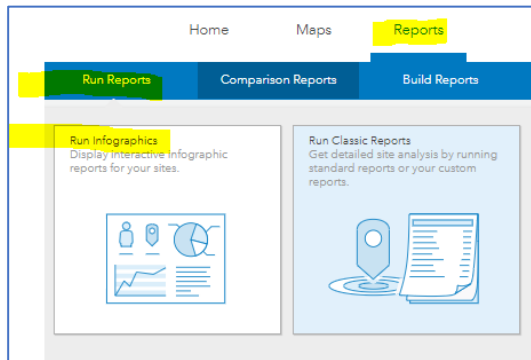 Home Maps Reports
Run Reports Comparison Reports Build Reports
Run Infographics
Display interactive infographic
reports for your sites.
Run Classic Reports
Get detailed site analysis by running
standard reports or your custom
reports.